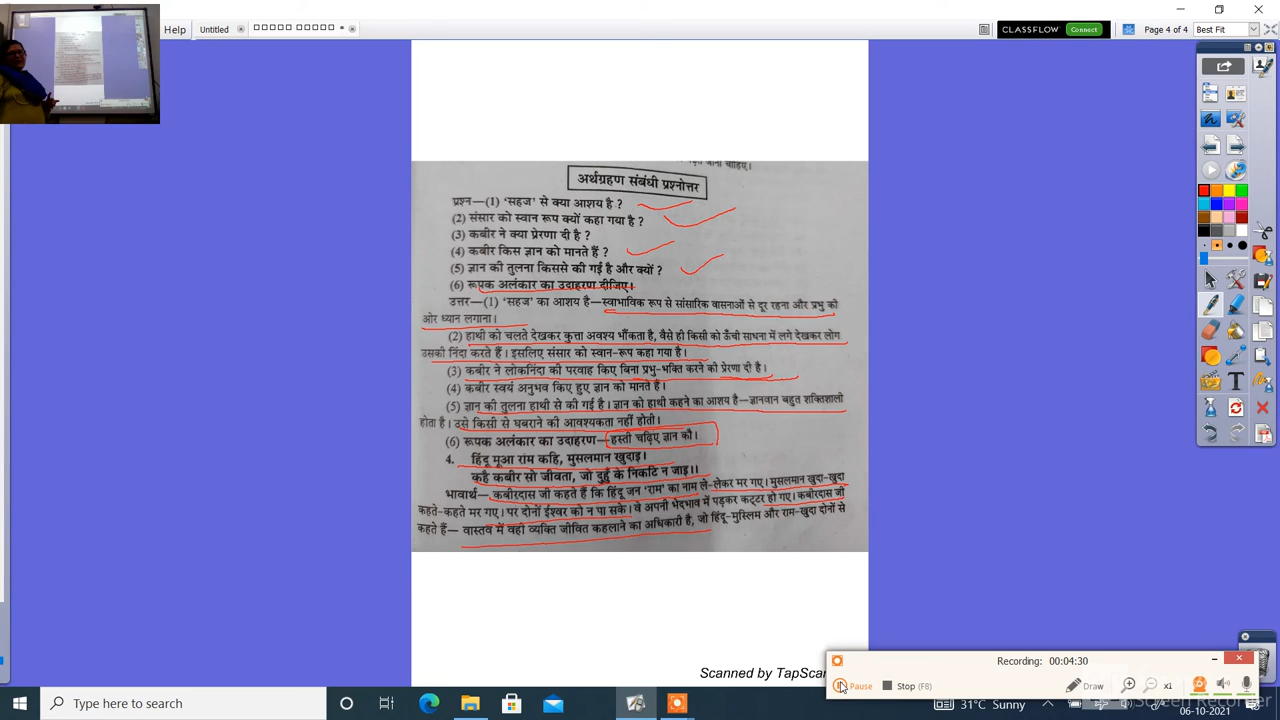 Help
Untitled
CLASSFLOW Connect
Page 4 of 4
Best Fit
अर्थग्रहण संबंधी प्रश्नोत्तर
प्रश्न—(1) 'सहज' से क्या आशय है ?
(2) संसार को स्वान रूप क्यों कहा गया है ?
(3) कबीर ने क्या प्रेरणा दी है ?
(4) कबीर किस ज्ञान को मानते हैं ?
(5) ज्ञान की तुलना किससे की गई है और क्यों ?
(6) रूपक अलंकार का उदाहरण दीजिए।
उत्तर—(1) 'सहज' का आशय है—स्वाभाविक रूप से सांसारिक वासनाओं से दूर रहना और प्रभु की
ओर ध्यान लगाना।
(2) हाथी को चलते देखकर कुत्ता अवश्य भौंकता है, वैसे ही किसी को ऊँची साधना में लगे देखकर लोग
उसकी निंदा करते हैं। इसलिए संसार को स्वान-रूप कहा गया है।
(3) कबीर ने लोकनिंदा की परवाह किए बिना प्रभु-भक्ति करने की प्रेरणा दी है।
(4) कबीर स्वयं अनुभव किए हुए ज्ञान को मानते हैं।
(5) ज्ञान की तुलना हाथी से की गई है। ज्ञान को हाथी कहने का आशय है—ज्ञानवान बहुत शक्तिशाली
होता है। उसे किसी से घबराने की आवश्यकता नहीं होती।
(6) रूपक अलंकार का उदाहरण—हस्ती चढ़िए ज्ञान कौ।
4. हिंदू मूआ राम कहि, मुसलमान खुदाइ।
कहै कबीर सो जीवता, जो दुहुँ के निकटि न जाइ।।
भावार्थ— कबीरदास जी कहते हैं कि हिंदू जन 'राम' का नाम ले-लेकर मर गए। मुसलमान खुदा-खुदा
कहते-कहते मर गए। पर दोनों ईश्वर को न पा सके। वे अपनी भेदभाव में पड़कर कट्टर हो गए। कबीरदास जी
कहते हैं— वास्तव में वही व्यक्ति जीवित कहलाने का अधिकारी है, जो हिंदू-मुस्लिम और राम-खुदा दोनों से
Scanned by TapScan
Recording: 00:04:30
Pause
Stop (F8)
Draw
x1
Screen Recorder
Type here to search
31°C Sunny
06-10-2021